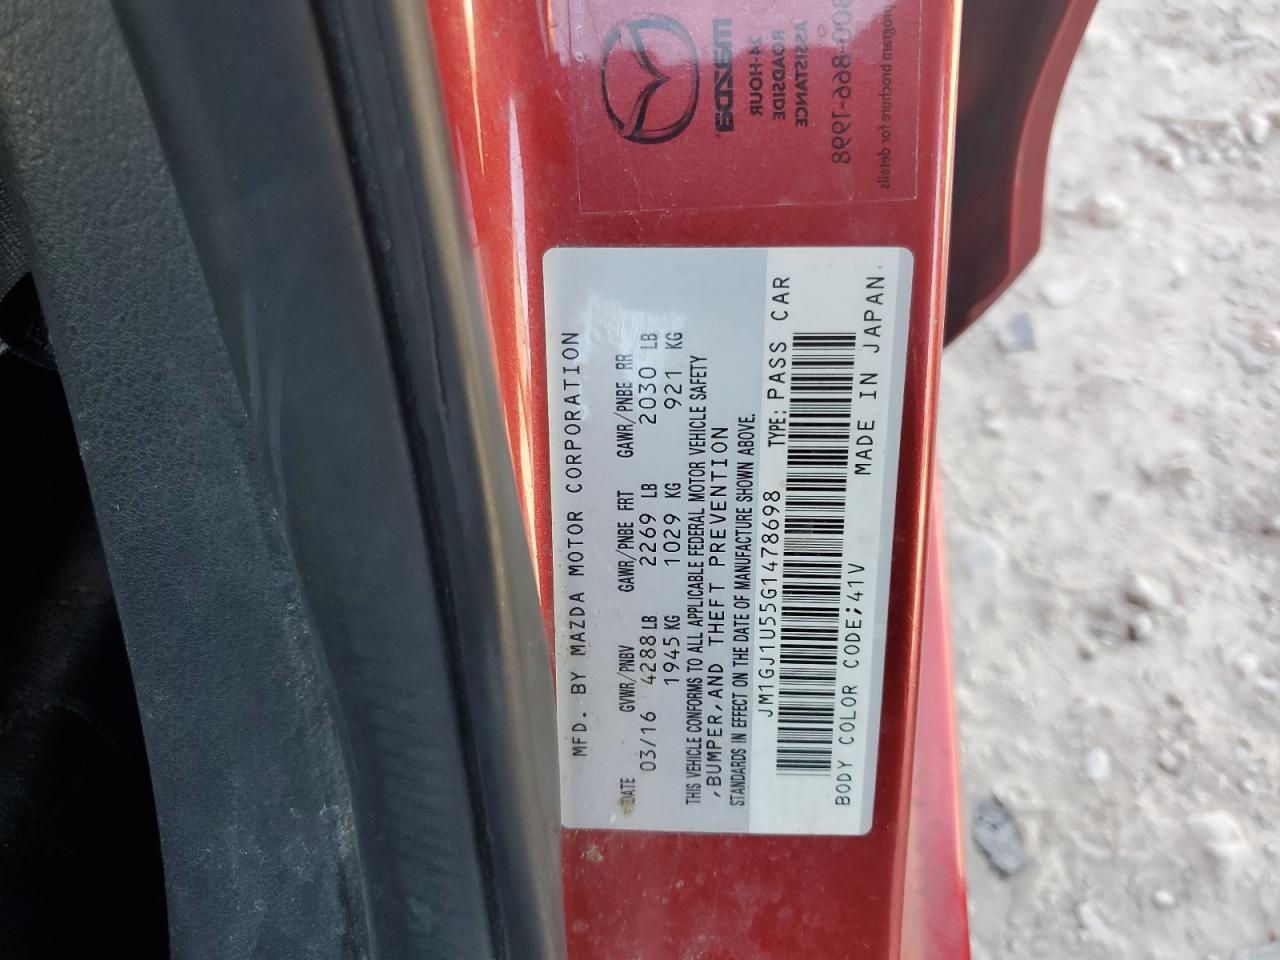 MFD. BY MAZDA MOTOR CORPORATION
DATE GVWR/PNBV GAWR/PNBE FRT GAWR/PNBE RR
03/16 4288 LB 2269 LB 2030 LB
1945 KG 1029 KG 921 KG
THIS VEHICLE CONFORMS TO ALL APPLICABLE FEDERAL MOTOR VEHICLE SAFETY
,BUMPER,AND THEFT PREVENTION
STANDARDS IN EFFECT ON THE DATE OF MANUFACTURE SHOWN ABOVE.
JM1GJ1U55G1478698 TYPE: PASS CAR
BODY COLOR CODE;41V MADE IN JAPAN.
mazda
24-HOUR
ROADSIDE
ASSISTANCE
800-866-1998
program brochure for details